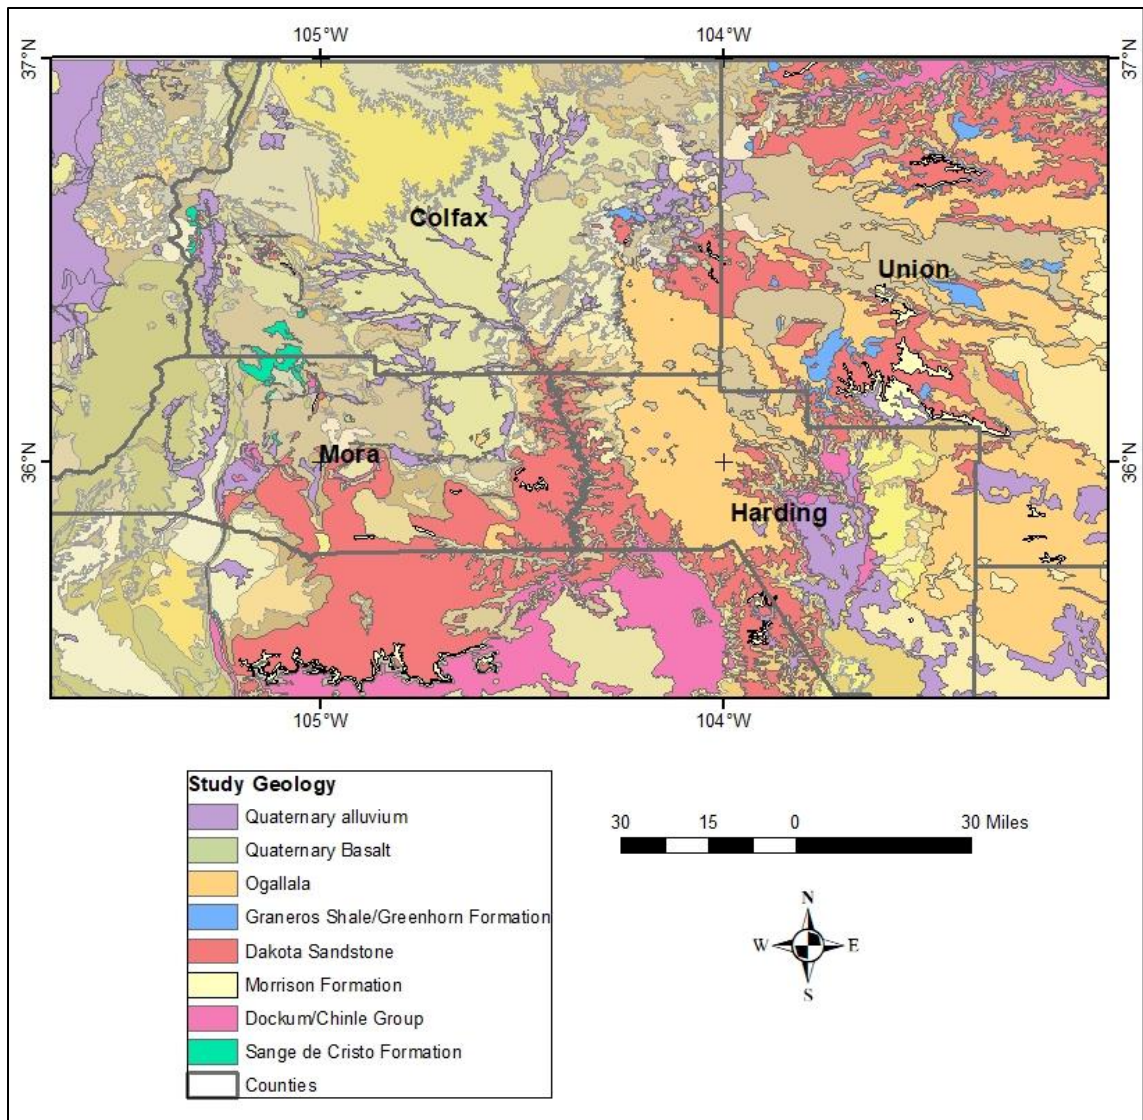 105°W
104°W
37°N
37°N
Colfax
Union
36°N
Mora
36°N
Harding
105°W
104°W
Study Geology
Quaternary alluvium
Quaternary Basalt
Ogallala
Graneros Shale/Greenhorn Formation
Dakota Sandstone
Morrison Formation
Dockum/Chinle Group
Sange de Cristo Formation
Counties
30 15 0 30 Miles
N
W E
S